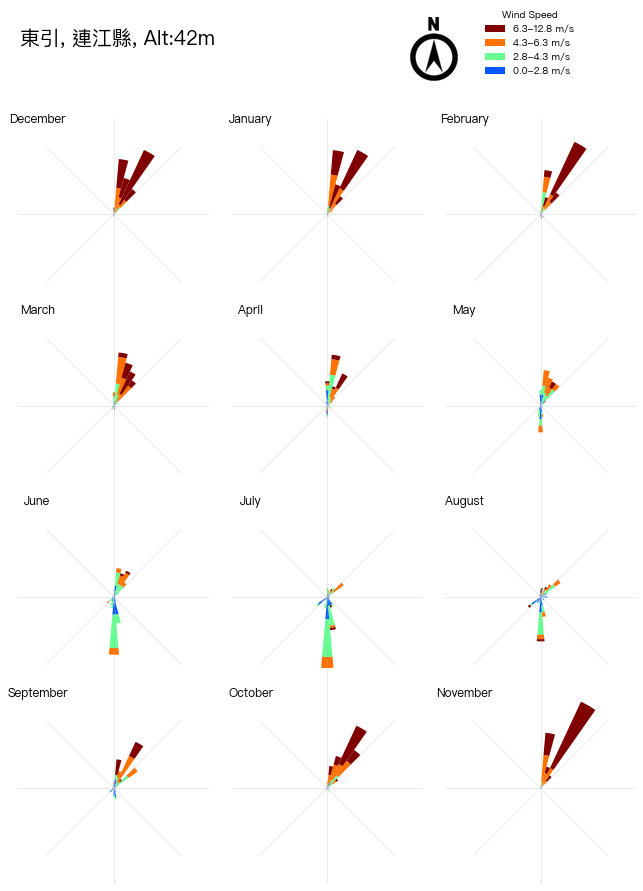 東引, 連江縣, Alt:42m
N
Wind Speed
6.3–12.8 m/s
4.3–6.3 m/s
2.8–4.3 m/s
0.0–2.8 m/s
December
January
February
March
April
May
June
July
August
September
October
November